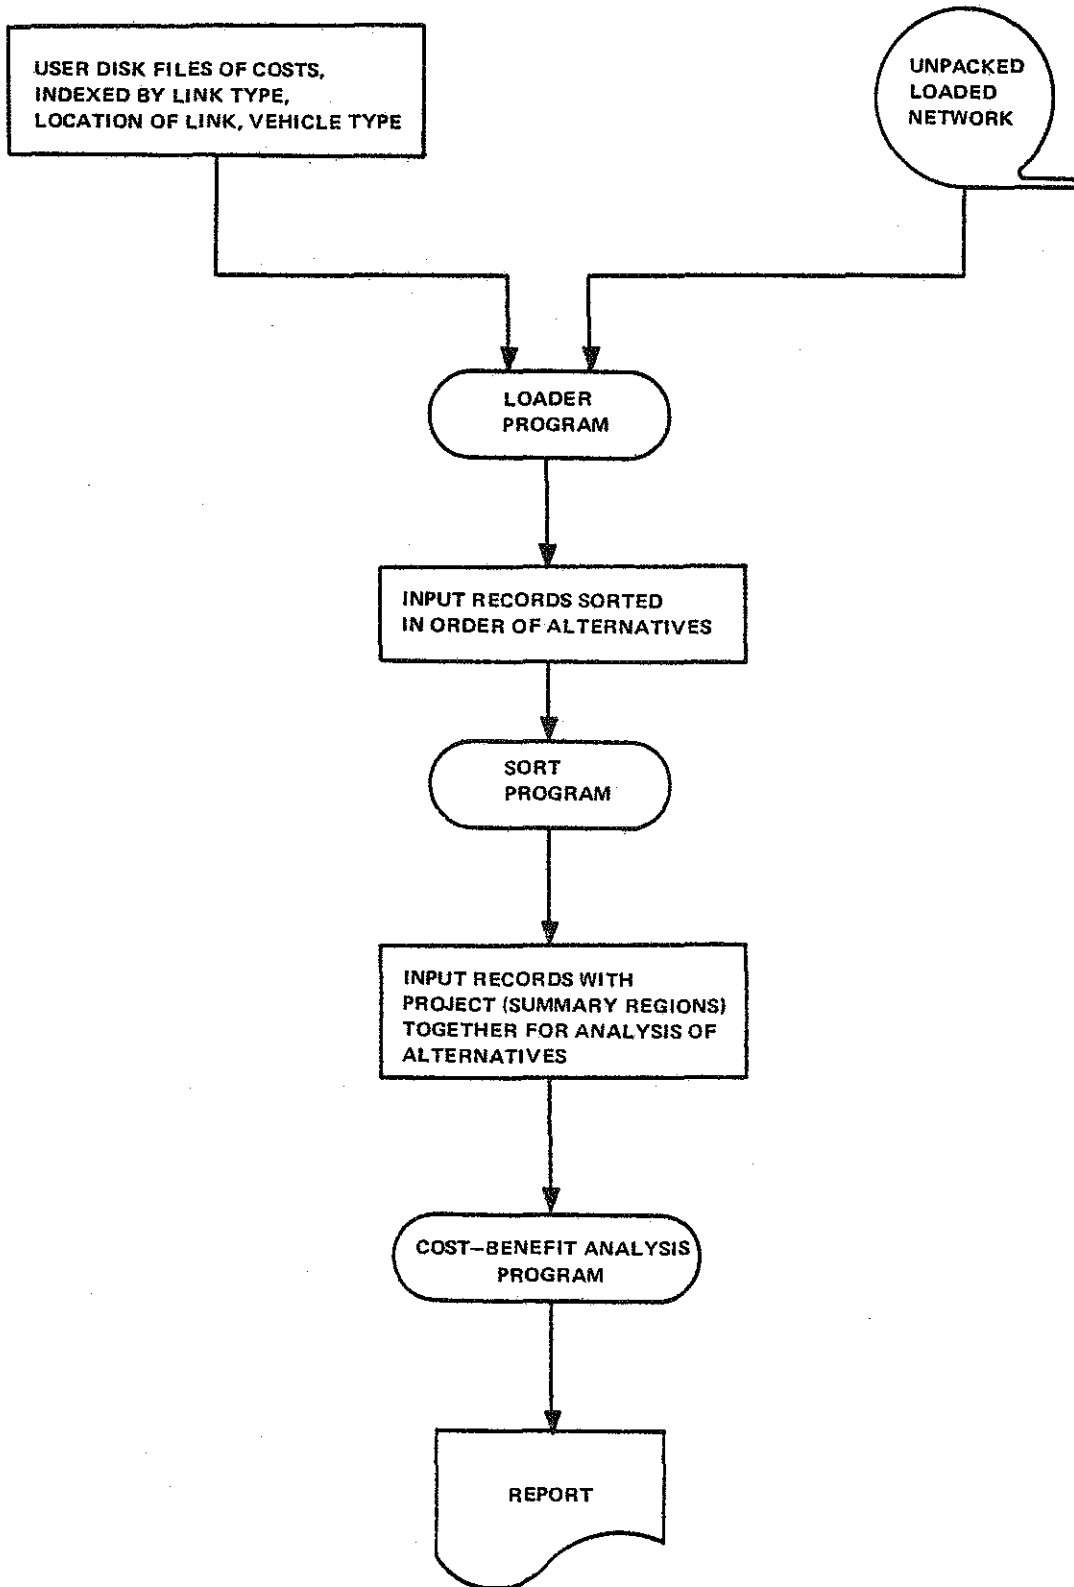 USER DISK FILES OF COSTS,
INDEXED BY LINK TYPE,
LOCATION OF LINK, VEHICLE TYPE
UNPACKED
LOADED
NETWORK
LOADER
PROGRAM
INPUT RECORDS SORTED
IN ORDER OF ALTERNATIVES
SORT
PROGRAM
INPUT RECORDS WITH
PROJECT (SUMMARY REGIONS)
TOGETHER FOR ANALYSIS OF
ALTERNATIVES
COST–BENEFIT ANALYSIS
PROGRAM
REPORT